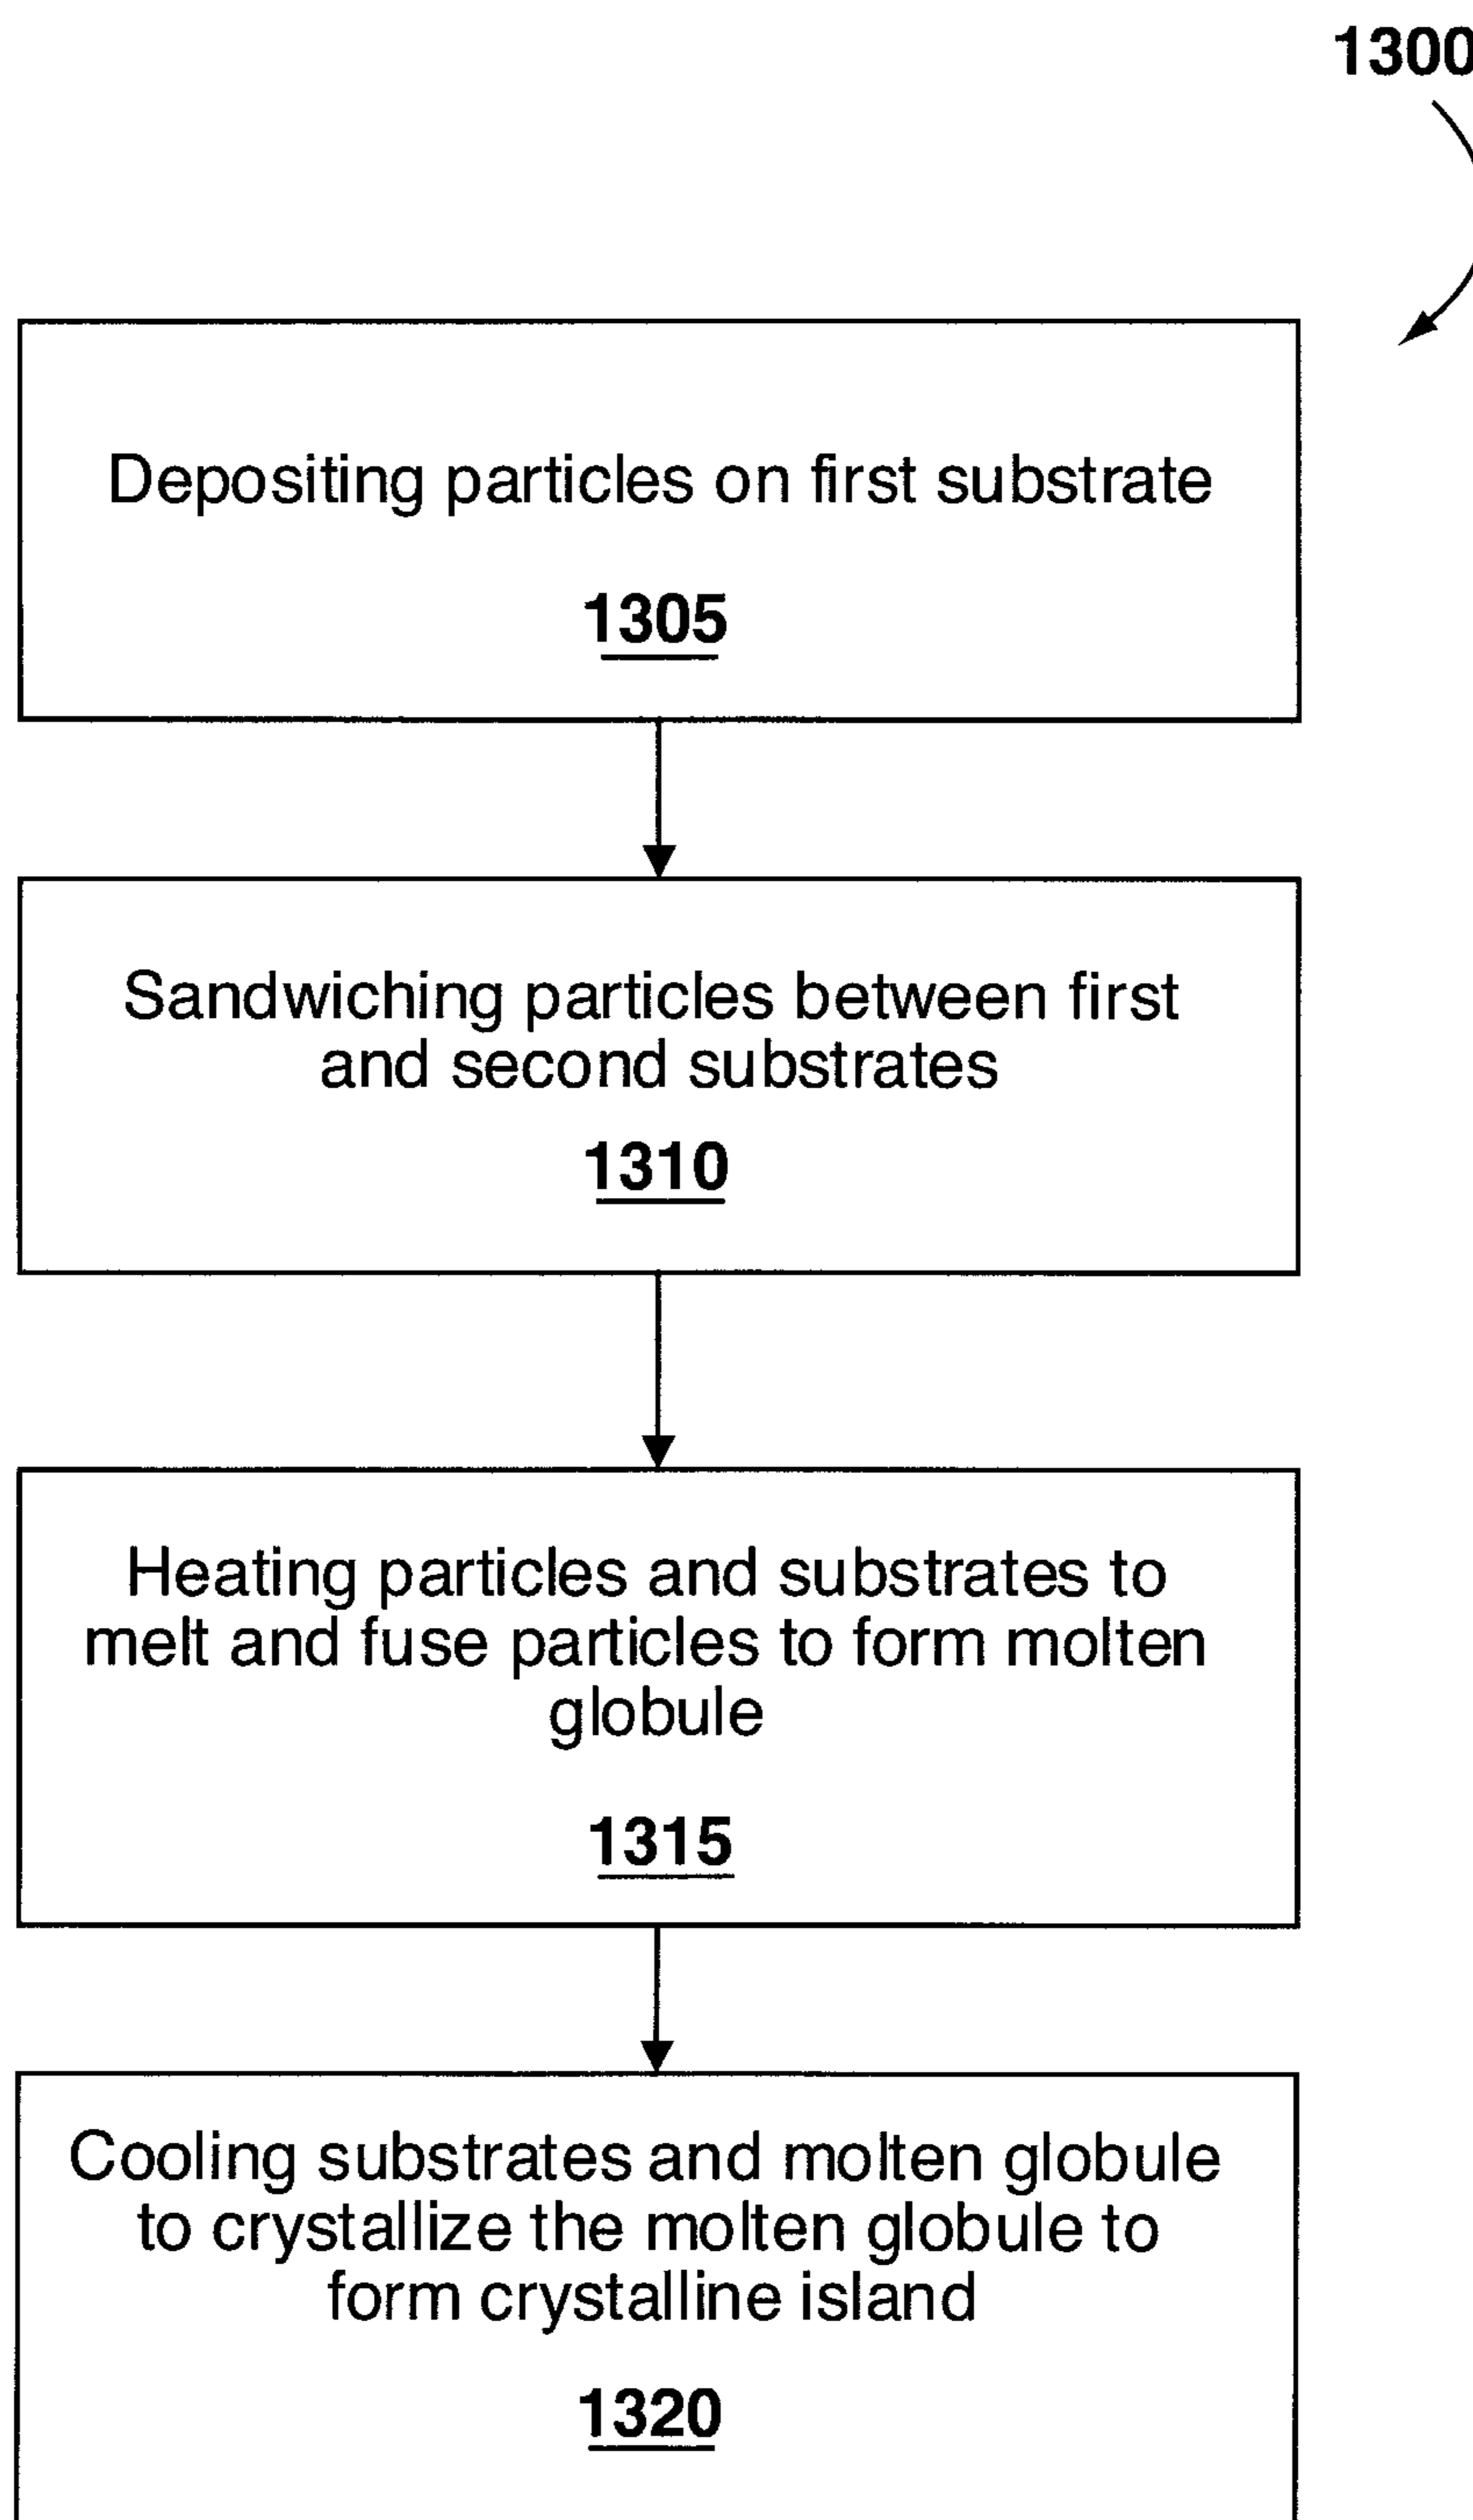 1300
Depositing particles on first substrate
1305
Sandwiching particles between first
and second substrates
1310
Heating particles and substrates to
melt and fuse particles to form molten
globule
1315
Cooling substrates and molten globule
to crystallize the molten globule to
form crystalline island
1320